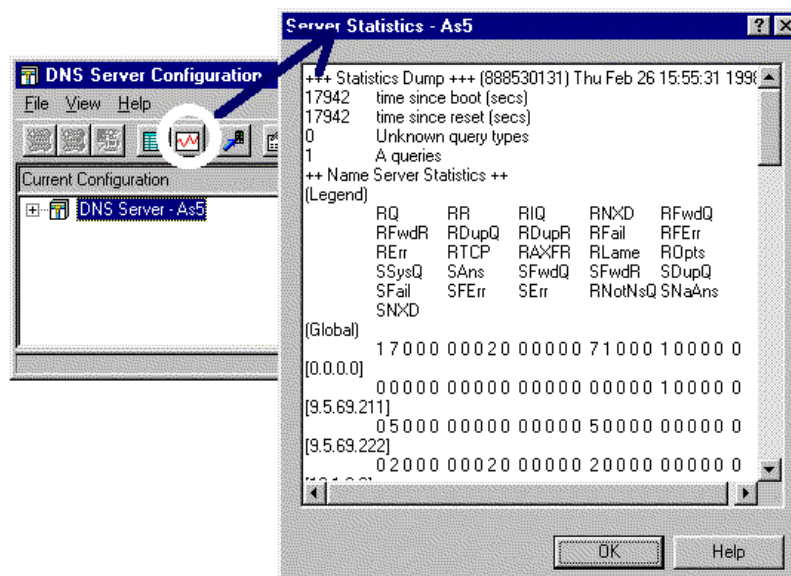 DNS Server Configuration
File View Help
Current Configuration
DNS Server - As5
Server Statistics - As5
+++ Statistics Dump +++ (888530131) Thu Feb 26 15:55:31 1998
17942 time since boot (secs)
17942 time since reset (secs)
0 Unknown query types
1 A queries
++ Name Server Statistics ++
(Legend)
RQ RR RIQ RNXD RFwdQ
RFwdR RDupQ RDupR RFail RFErr
RErr RTCP RAXFR RLame ROpts
SSysQ SAns SFwdQ SFwdR SDupQ
SFail SFErr SErr RNotNsQ SNaAns
SNXD
(Global)
1 7 0 0 0 0 0 0 2 0 0 0 0 0 0 7 1 0 0 0 1 0 0 0 0 0
[0.0.0.0]
0 0 0 0 0 0 0 0 0 0 0 0 0 0 0 0 0 0 0 0 1 0 0 0 0 0
[9.5.69.211]
0 5 0 0 0 0 0 0 0 0 0 0 0 0 0 5 0 0 0 0 0 0 0 0 0 0
[9.5.69.222]
0 2 0 0 0 0 0 0 2 0 0 0 0 0 0 2 0 0 0 0 0 0 0 0 0 0
OK Help